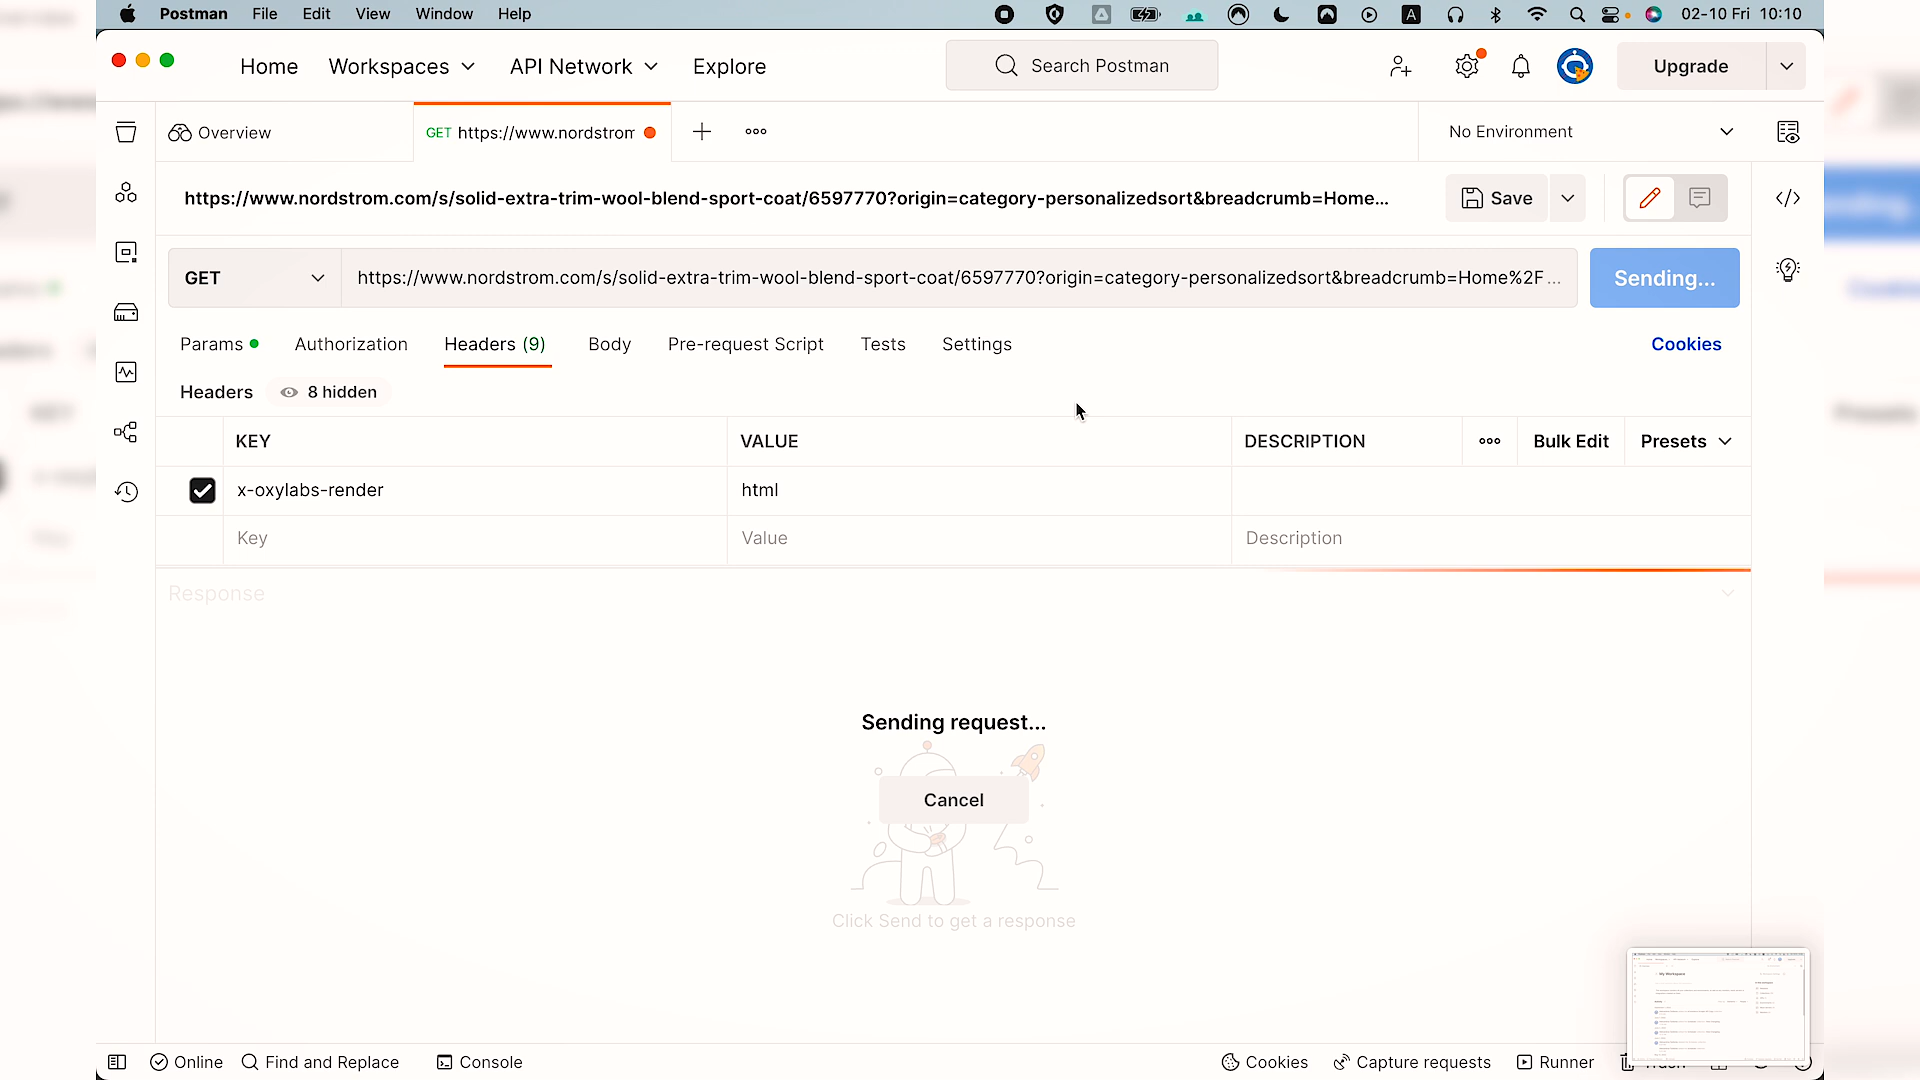 Postman File Edit View Window Help
A
02-10 Fri 10:10
Home Workspaces API Network Explore
Search Postman
Upgrade
Overview
GET https://www.nordstrom
No Environment
https://www.nordstrom.com/s/solid-extra-trim-wool-blend-sport-coat/6597770?origin=category-personalizedsort&breadcrumb=Home...
Save
GET
https://www.nordstrom.com/s/solid-extra-trim-wool-blend-sport-coat/6597770?origin=category-personalizedsort&breadcrumb=Home%2F ...
Sending...
Params Authorization Headers (9) Body Pre-request Script Tests Settings
Cookies
Headers 8 hidden
KEY VALUE DESCRIPTION
Bulk Edit Presets
x-oxylabs-render html
Key Value Description
Response
Sending request...
Cancel
Click Send to get a response
My Workspace
Online Find and Replace Console
Cookies Capture requests Runner Trash